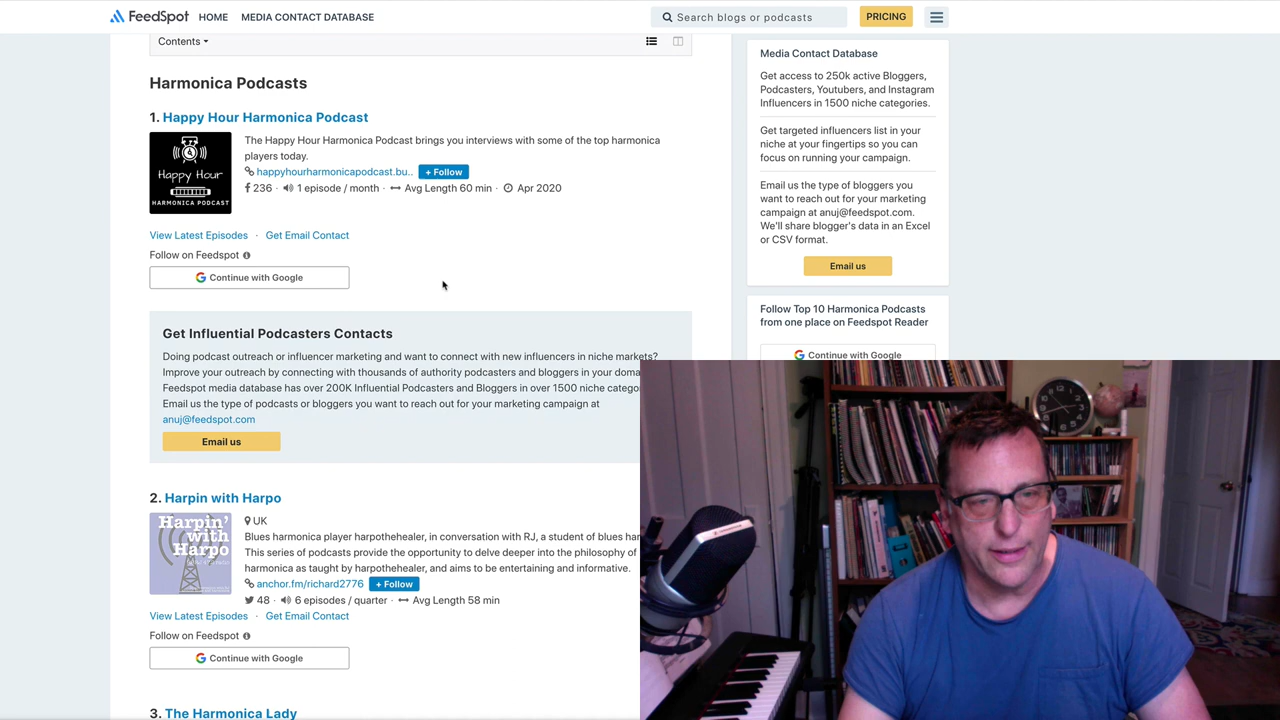 FeedSpot HOME MEDIA CONTACT DATABASE Search blogs or podcasts PRICING
Contents
Harmonica Podcasts
1. Happy Hour Harmonica Podcast
Happy Hour
HARMONICA PODCAST
The Happy Hour Harmonica Podcast brings you interviews with some of the top harmonica
players today.
happyhourharmonicapodcast.bu.. + Follow
236 · 1 episode / month · Avg Length 60 min · Apr 2020
View Latest Episodes · Get Email Contact
Follow on Feedspot
Continue with Google
Get Influential Podcasters Contacts
Doing podcast outreach or influencer marketing and want to connect with new influencers in niche markets?
Improve your outreach by connecting with thousands of authority podcasters and bloggers in your
Feedspot media database has over 200K Influential Podcasters and Bloggers in over 1500 niche
Email us the type of podcasts or bloggers you want to reach out for your marketing campaign at
anuj@feedspot.com
Email us
2. Harpin with Harpo
Harpin'
with
Harpo
UK
Blues harmonica player harpothehealer, in conversation with RJ, a student of blues
This series of podcasts provide the opportunity to delve deeper into the philosophy of
harmonica as taught by harpothehealer, and aims to be entertaining and informative.
anchor.fm/richard2776 + Follow
48 · 6 episodes / quarter · Avg Length 58 min
View Latest Episodes · Get Email Contact
Follow on Feedspot
Continue with Google
3. The Harmonica Lady
Media Contact Database
Get access to 250k active Bloggers,
Podcasters, Youtubers, and Instagram
Influencers in 1500 niche categories.
Get targeted influencers list in your
niche at your fingertips so you can
focus on running your campaign.
Email us the type of bloggers you
want to reach out for your marketing
campaign at anuj@feedspot.com.
We'll share blogger's data in an Excel
or CSV format.
Email us
Follow Top 10 Harmonica Podcasts
from one place on Feedspot Reader
Continue with Google